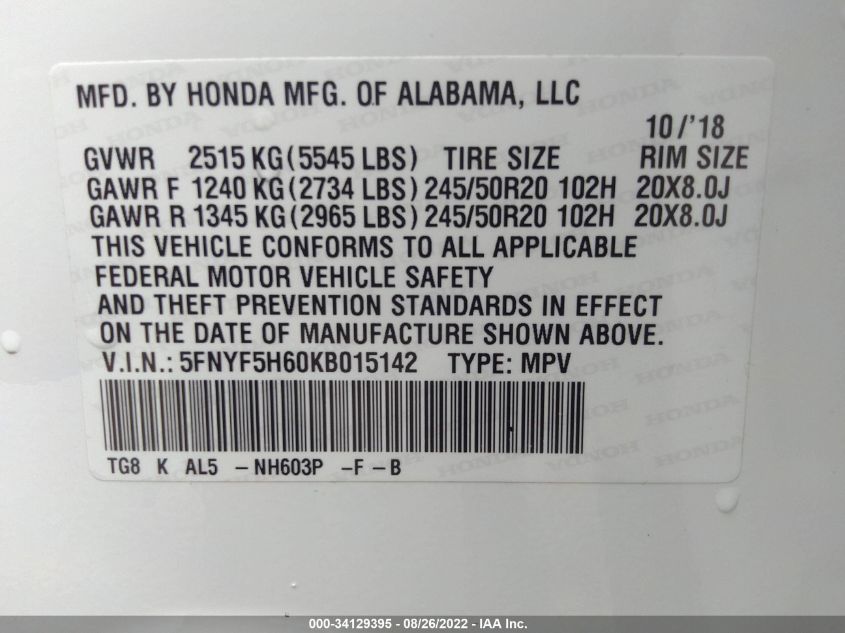 MFD. BY HONDA MFG. OF ALABAMA, LLC
10/'18
GVWR 2515 KG (5545 LBS) TIRE SIZE RIM SIZE
GAWR F 1240 KG (2734 LBS) 245/50R20 102H 20X8.0J
GAWR R 1345 KG (2965 LBS) 245/50R20 102H 20X8.0J
THIS VEHICLE CONFORMS TO ALL APPLICABLE
FEDERAL MOTOR VEHICLE SAFETY
AND THEFT PREVENTION STANDARDS IN EFFECT
ON THE DATE OF MANUFACTURE SHOWN ABOVE.
V.I.N.: 5FNYF5H60KB015142 TYPE: MPV
TG8 K AL5 -NH603P -F -B
000-34129395 - 08/26/2022 - IAA Inc.